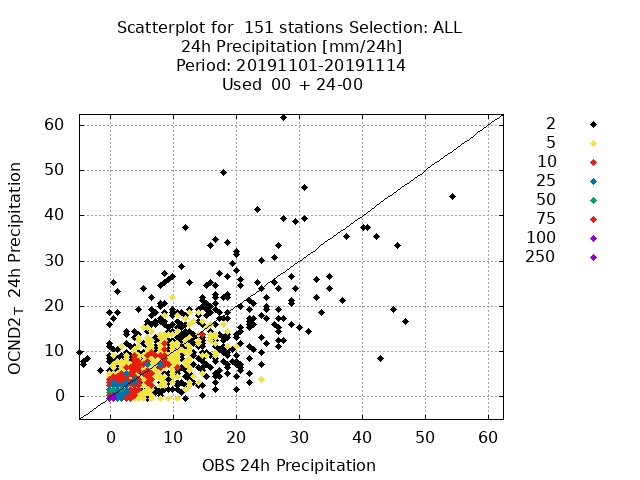 Scatterplot for  151 stations Selection: ALL
24h Precipitation [mm/24h]
Period: 20191101-20191114
Used  00  + 24-00
60
50
40
30
20
10
0
0 10 20 30 40 50 60
OCND2T  24h Precipitation
OBS 24h Precipitation
2
5
10
25
50
75
100
250